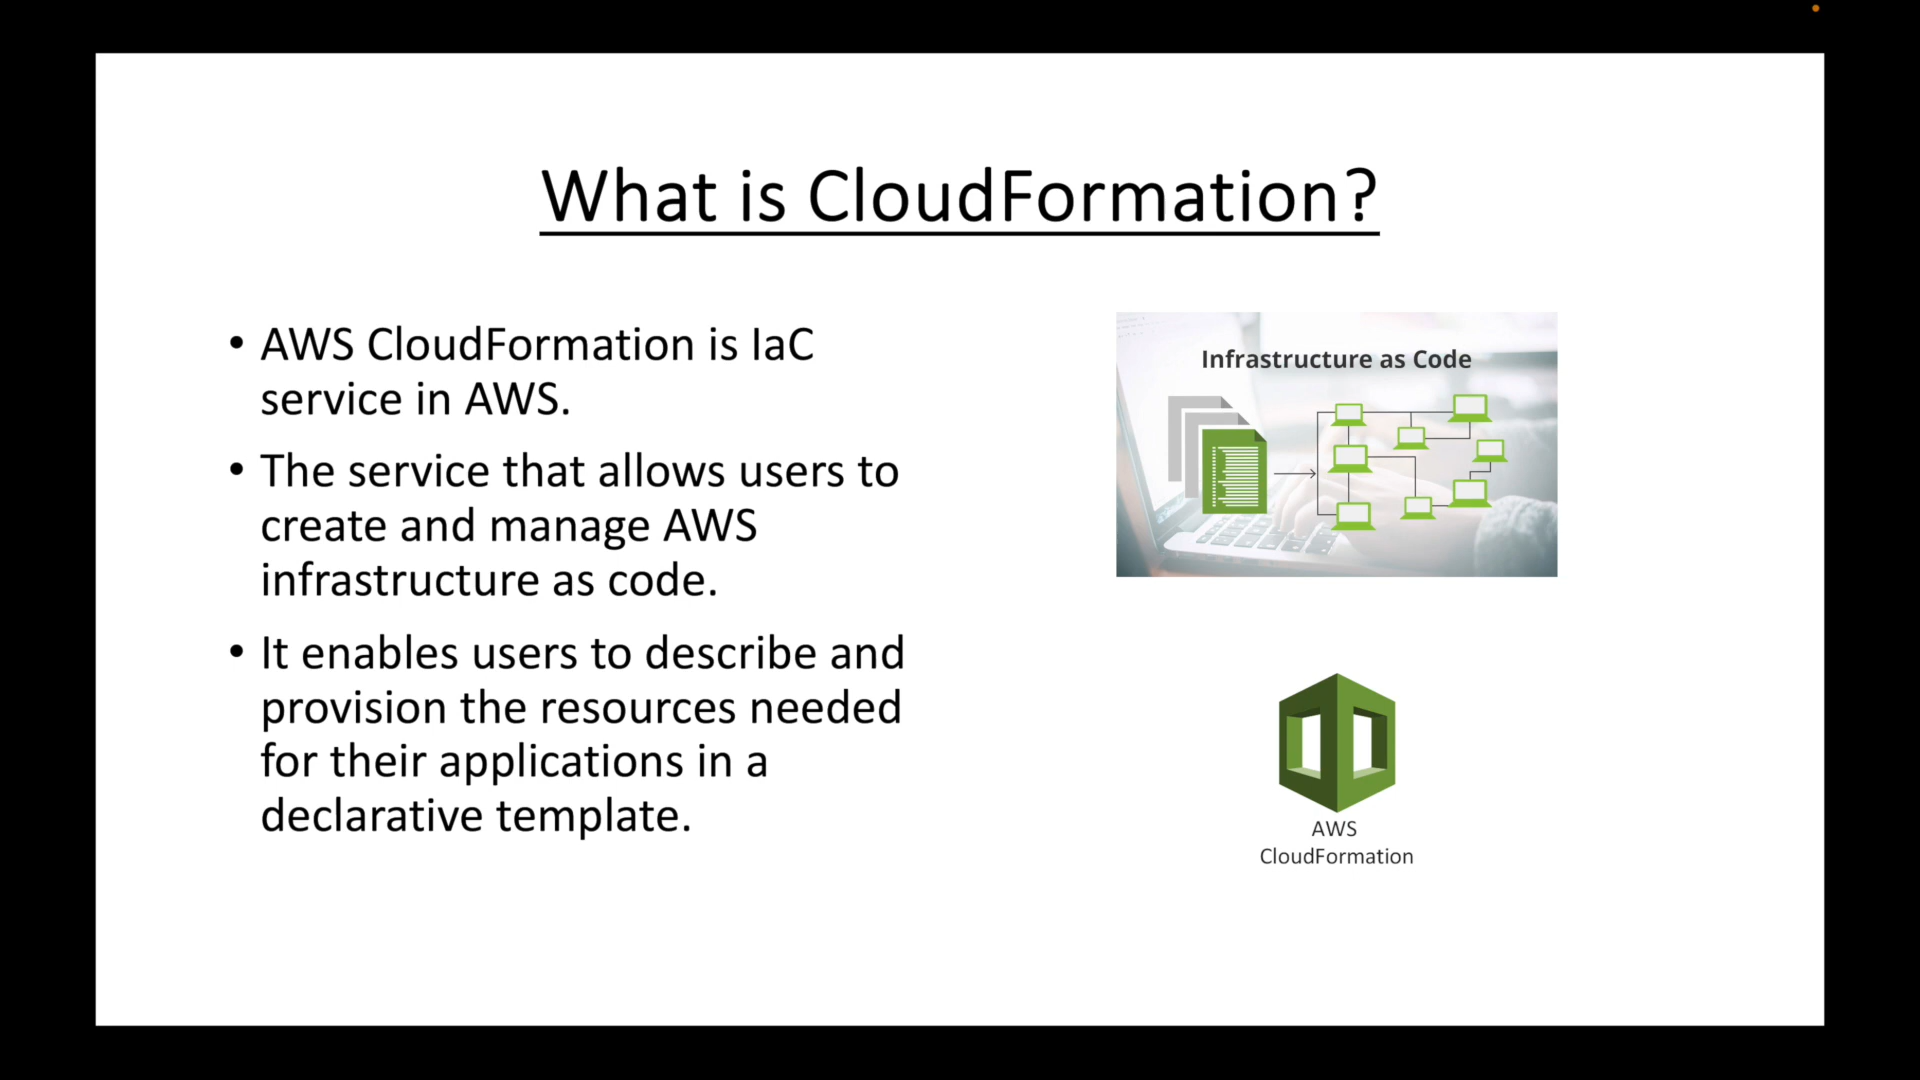 What is CloudFormation?
• AWS CloudFormation is IaC
service in AWS.
• The service that allows users to
create and manage AWS
infrastructure as code.
• It enables users to describe and
provision the resources needed
for their applications in a
declarative template.
Infrastructure as Code
AWS
CloudFormation